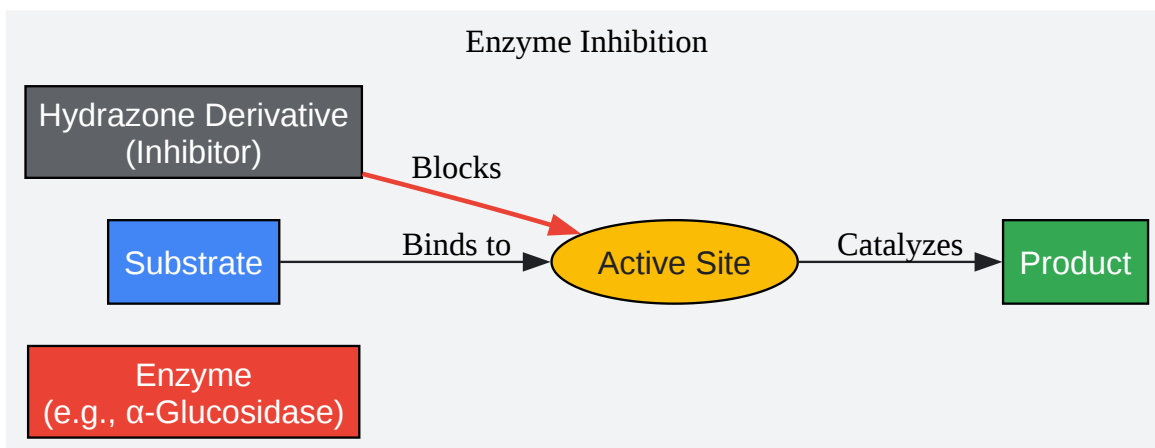 Enzyme Inhibition
Hydrazone Derivative
(Inhibitor)
Blocks
Substrate
Binds to
Active Site
Catalyzes
Product
Enzyme
(e.g., α-Glucosidase)